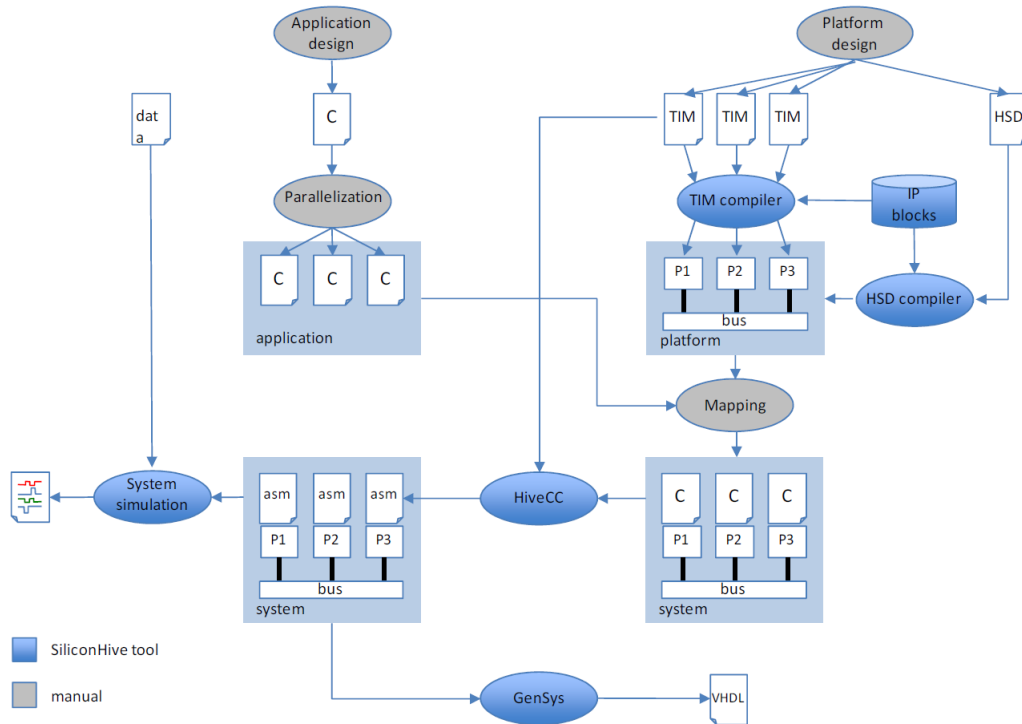 Application
design
Platform
design
dat
a
C
TIM
TIM
TIM
HSD
Parallelization
TIM compiler
IP
blocks
C
C
C
application
P1
P2
P3
bus
platform
HSD compiler
Mapping
System
simulation
asm
asm
asm
P1
P2
P3
bus
system
HiveCC
C
C
C
P1
P2
P3
bus
system
SiliconHive tool
manual
GenSys
VHDL